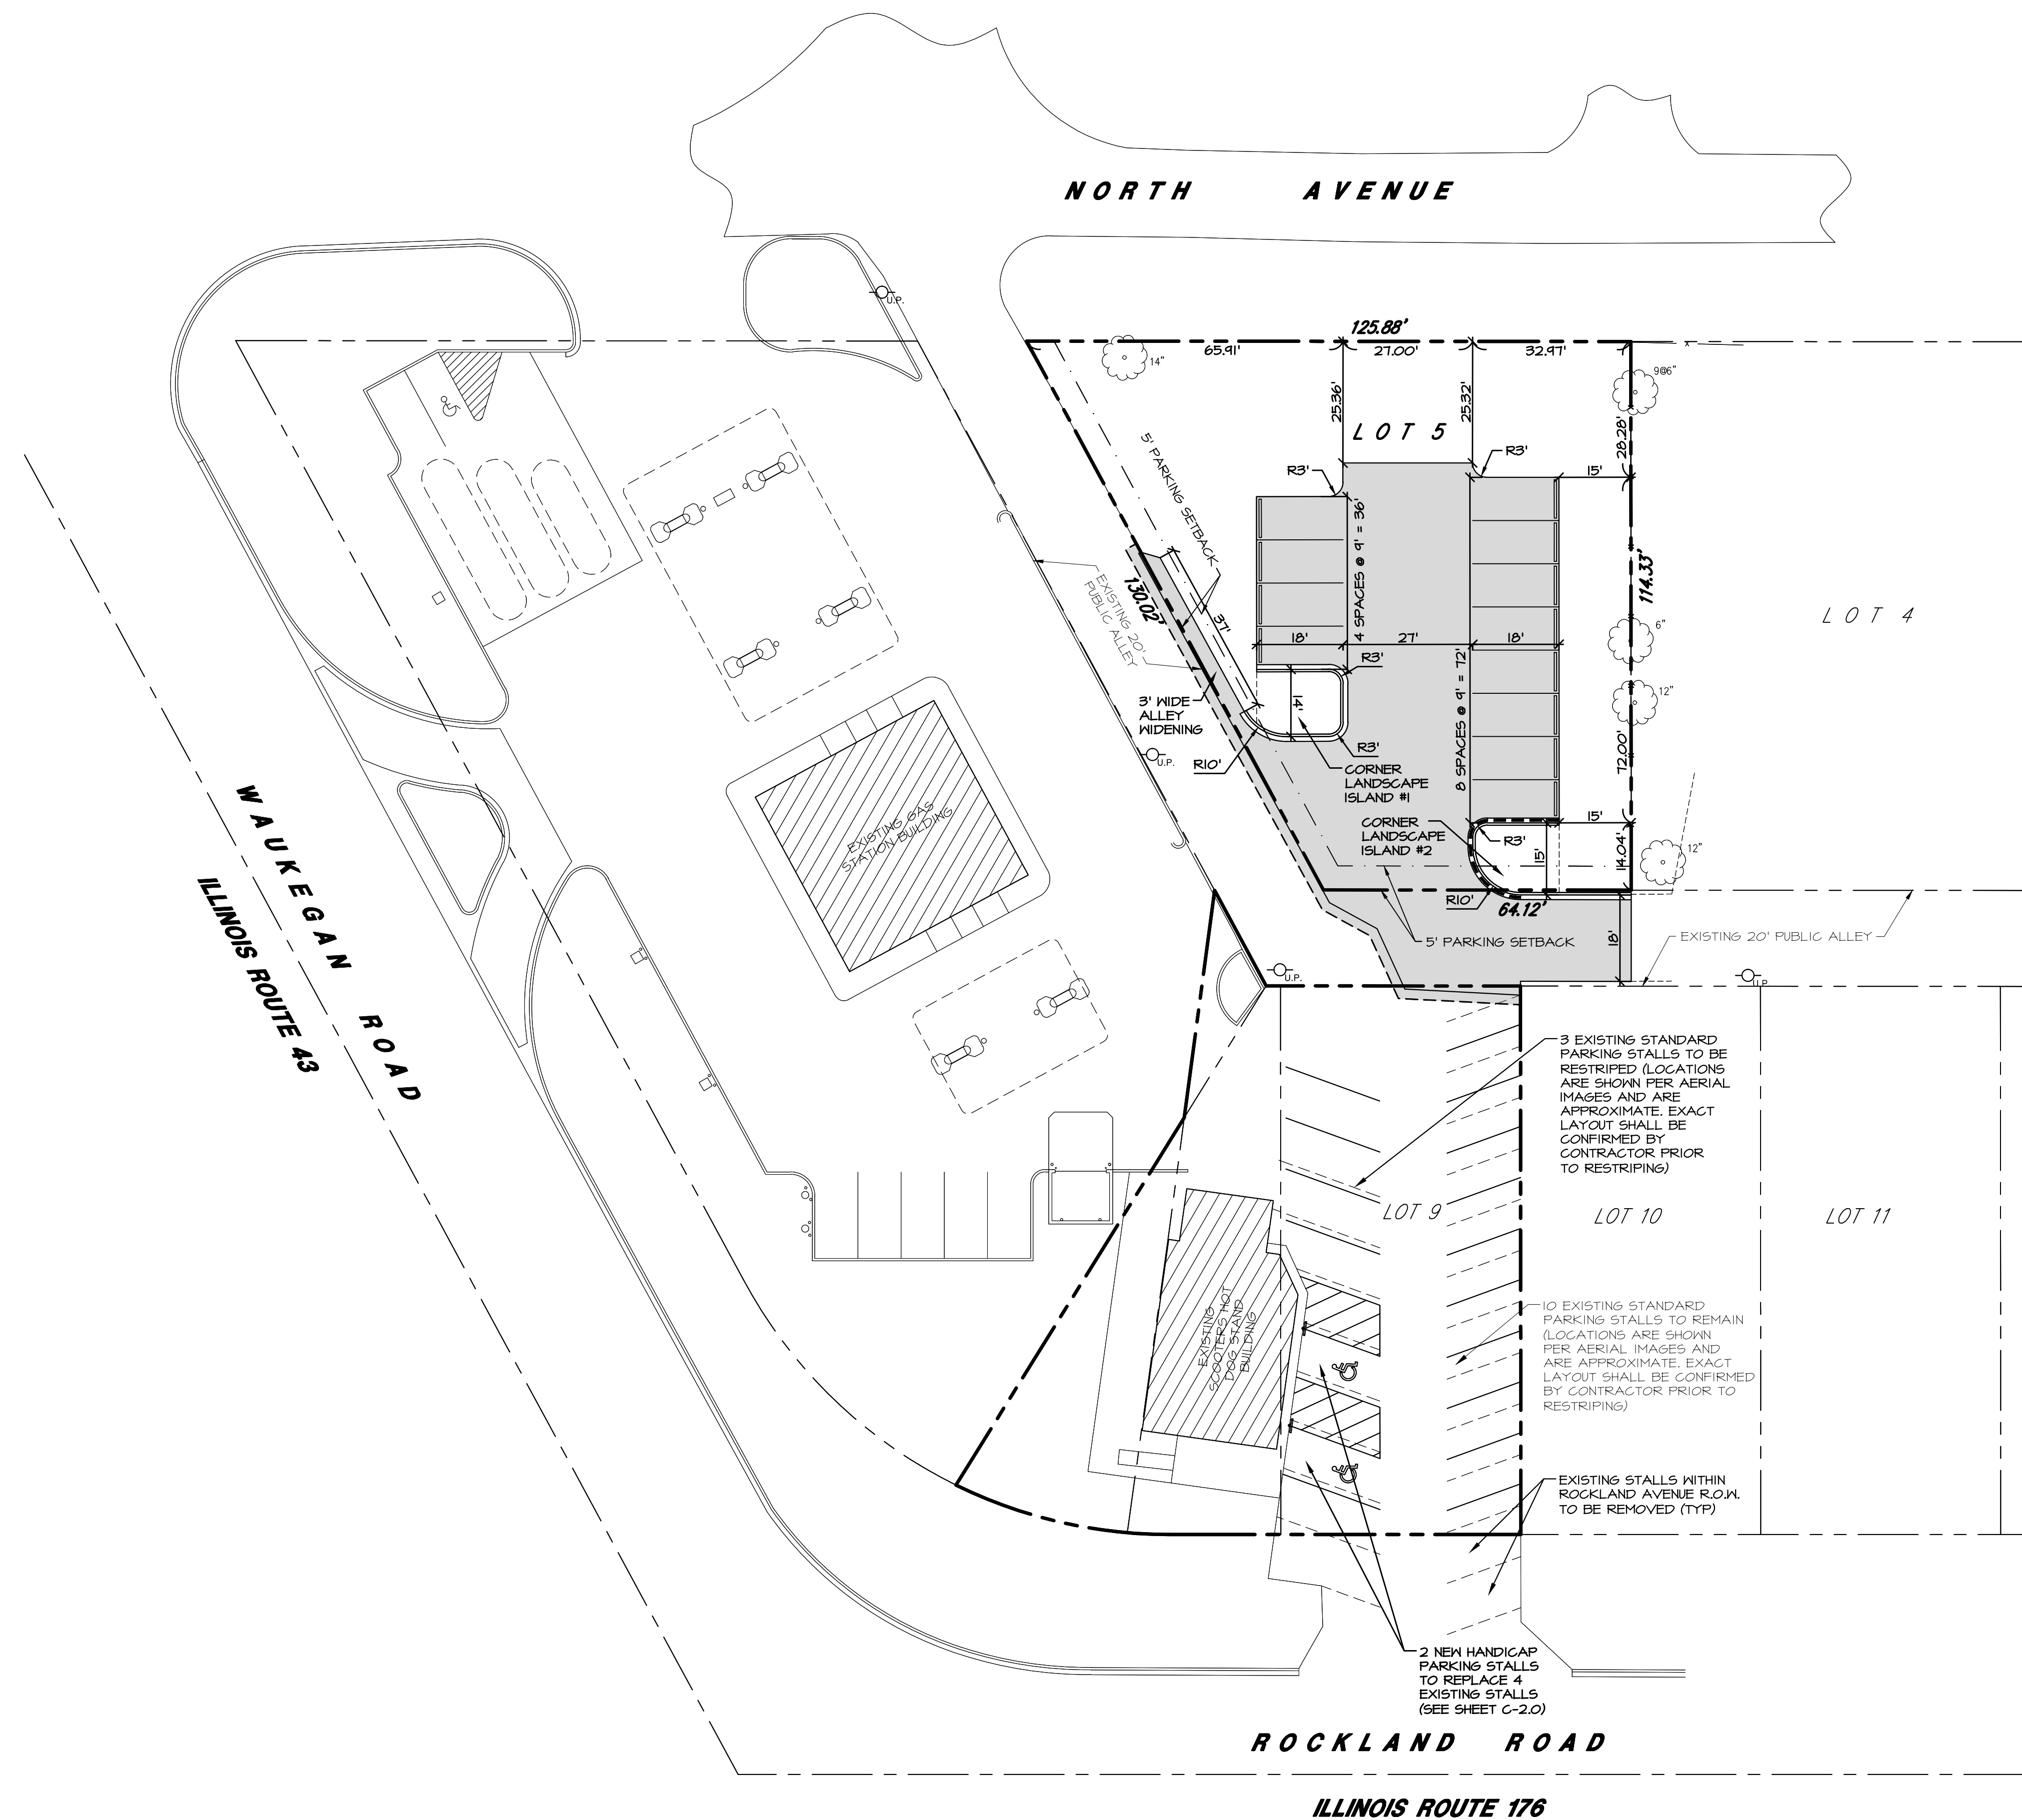 NORTH AVENUE
U.P.
125.88'
65.91'
27.00'
32.97'
14"
9@6"
25.36'
25.32'
28.28'
LOT 5
R3'
R3'
15'
5' PARKING SETBACK
4 SPACES @ 9' = 36'
114.33'
130.02'
EXISTING 20'
PUBLIC ALLEY
37'
18'
27'
18'
LOT 4
6"
R3'
8 SPACES @ 9' = 72'
12"
3' WIDE
ALLEY
WIDENING
14'
72.00'
R3'
R10'
U.P.
CORNER
LANDSCAPE
ISLAND #1
CORNER
LANDSCAPE
ISLAND #2
R3'
15'
15'
14.04'
12"
R10'
64.12'
EXISTING GAS
STATION BUILDING
WAUKEGAN ROAD
ILLINOIS ROUTE 43
5' PARKING SETBACK
18'
EXISTING 20' PUBLIC ALLEY
U.P.
U.P.
3 EXISTING STANDARD
PARKING STALLS TO BE
RESTRIPED (LOCATIONS
ARE SHOWN PER AERIAL
IMAGES AND ARE
APPROXIMATE. EXACT
LAYOUT SHALL BE
CONFIRMED BY
CONTRACTOR PRIOR
TO RESTRIPING)
LOT 9
LOT 10
LOT 11
EXISTING
SCOOTERS HOT
DOG STAND
BUILDING
10 EXISTING STANDARD
PARKING STALLS TO REMAIN
(LOCATIONS ARE SHOWN
PER AERIAL IMAGES AND
ARE APPROXIMATE. EXACT
LAYOUT SHALL BE CONFIRMED
BY CONTRACTOR PRIOR TO
RESTRIPING)
EXISTING STALLS WITHIN
ROCKLAND AVENUE R.O.W.
TO BE REMOVED (TYP)
2 NEW HANDICAP
PARKING STALLS
TO REPLACE 4
EXISTING STALLS
(SEE SHEET C-2.0)
ROCKLAND ROAD
ILLINOIS ROUTE 176